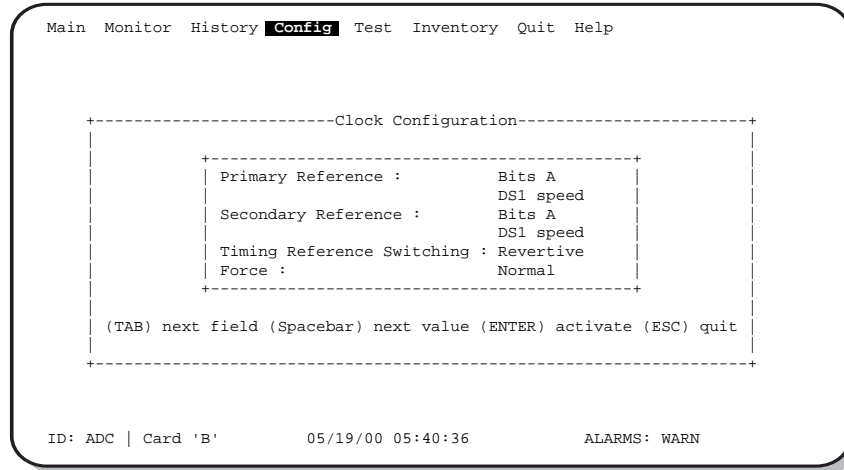 Main Monitor History Config Test Inventory Quit Help
+-------------------------Clock Configuration------------------------+
+--------------------------------------------+
Primary Reference : Bits A
DS1 speed
Secondary Reference : Bits A
DS1 speed
Timing Reference Switching : Revertive
Force : Normal
+--------------------------------------------+
(TAB) next field (Spacebar) next value (ENTER) activate (ESC) quit
+--------------------------------------------------------------------+
ID: ADC | Card 'B' 05/19/00 05:40:36 ALARMS: WARN